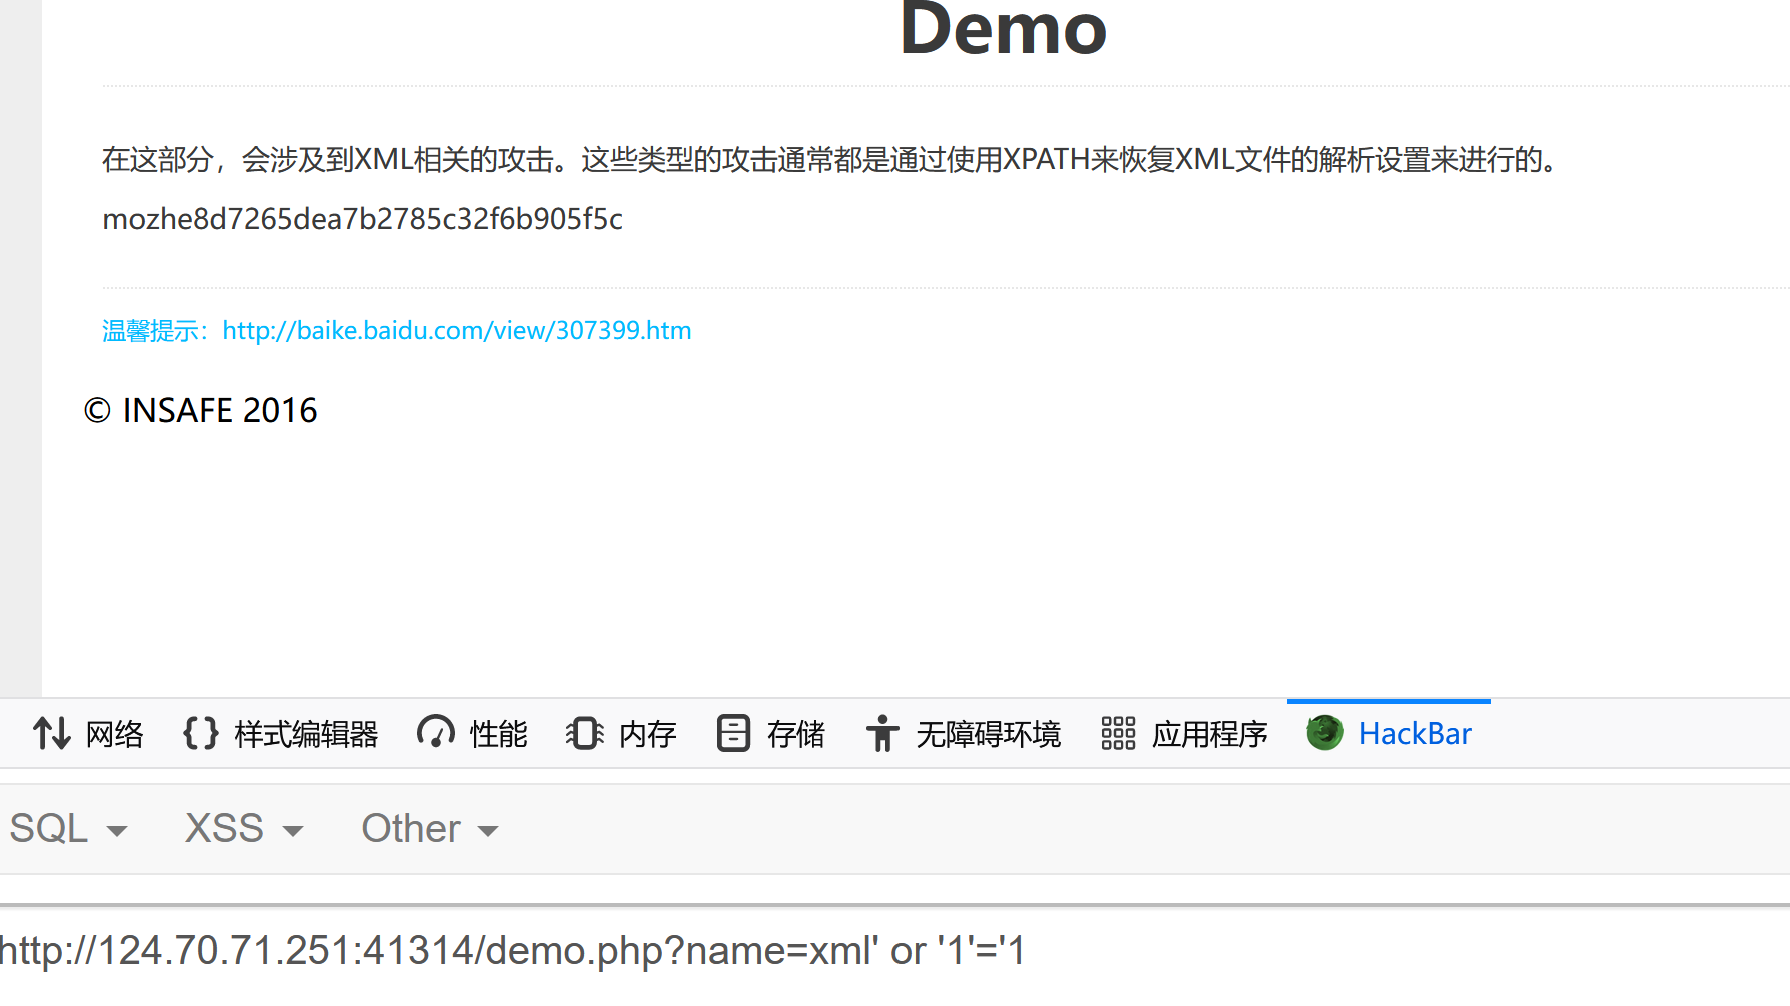 Demo
在这部分，会涉及到XML相关的攻击。这些类型的攻击通常都是通过使用XPATH来恢复XML文件的解析设置来进行的。
mozhe8d7265dea7b2785c32f6b905f5c
温馨提示：http://baike.baidu.com/view/307399.htm
© INSAFE 2016
网络 样式编辑器 性能 内存 存储 无障碍环境 应用程序 HackBar
SQL XSS Other
http://124.70.71.251:41314/demo.php?name=xml' or '1'='1